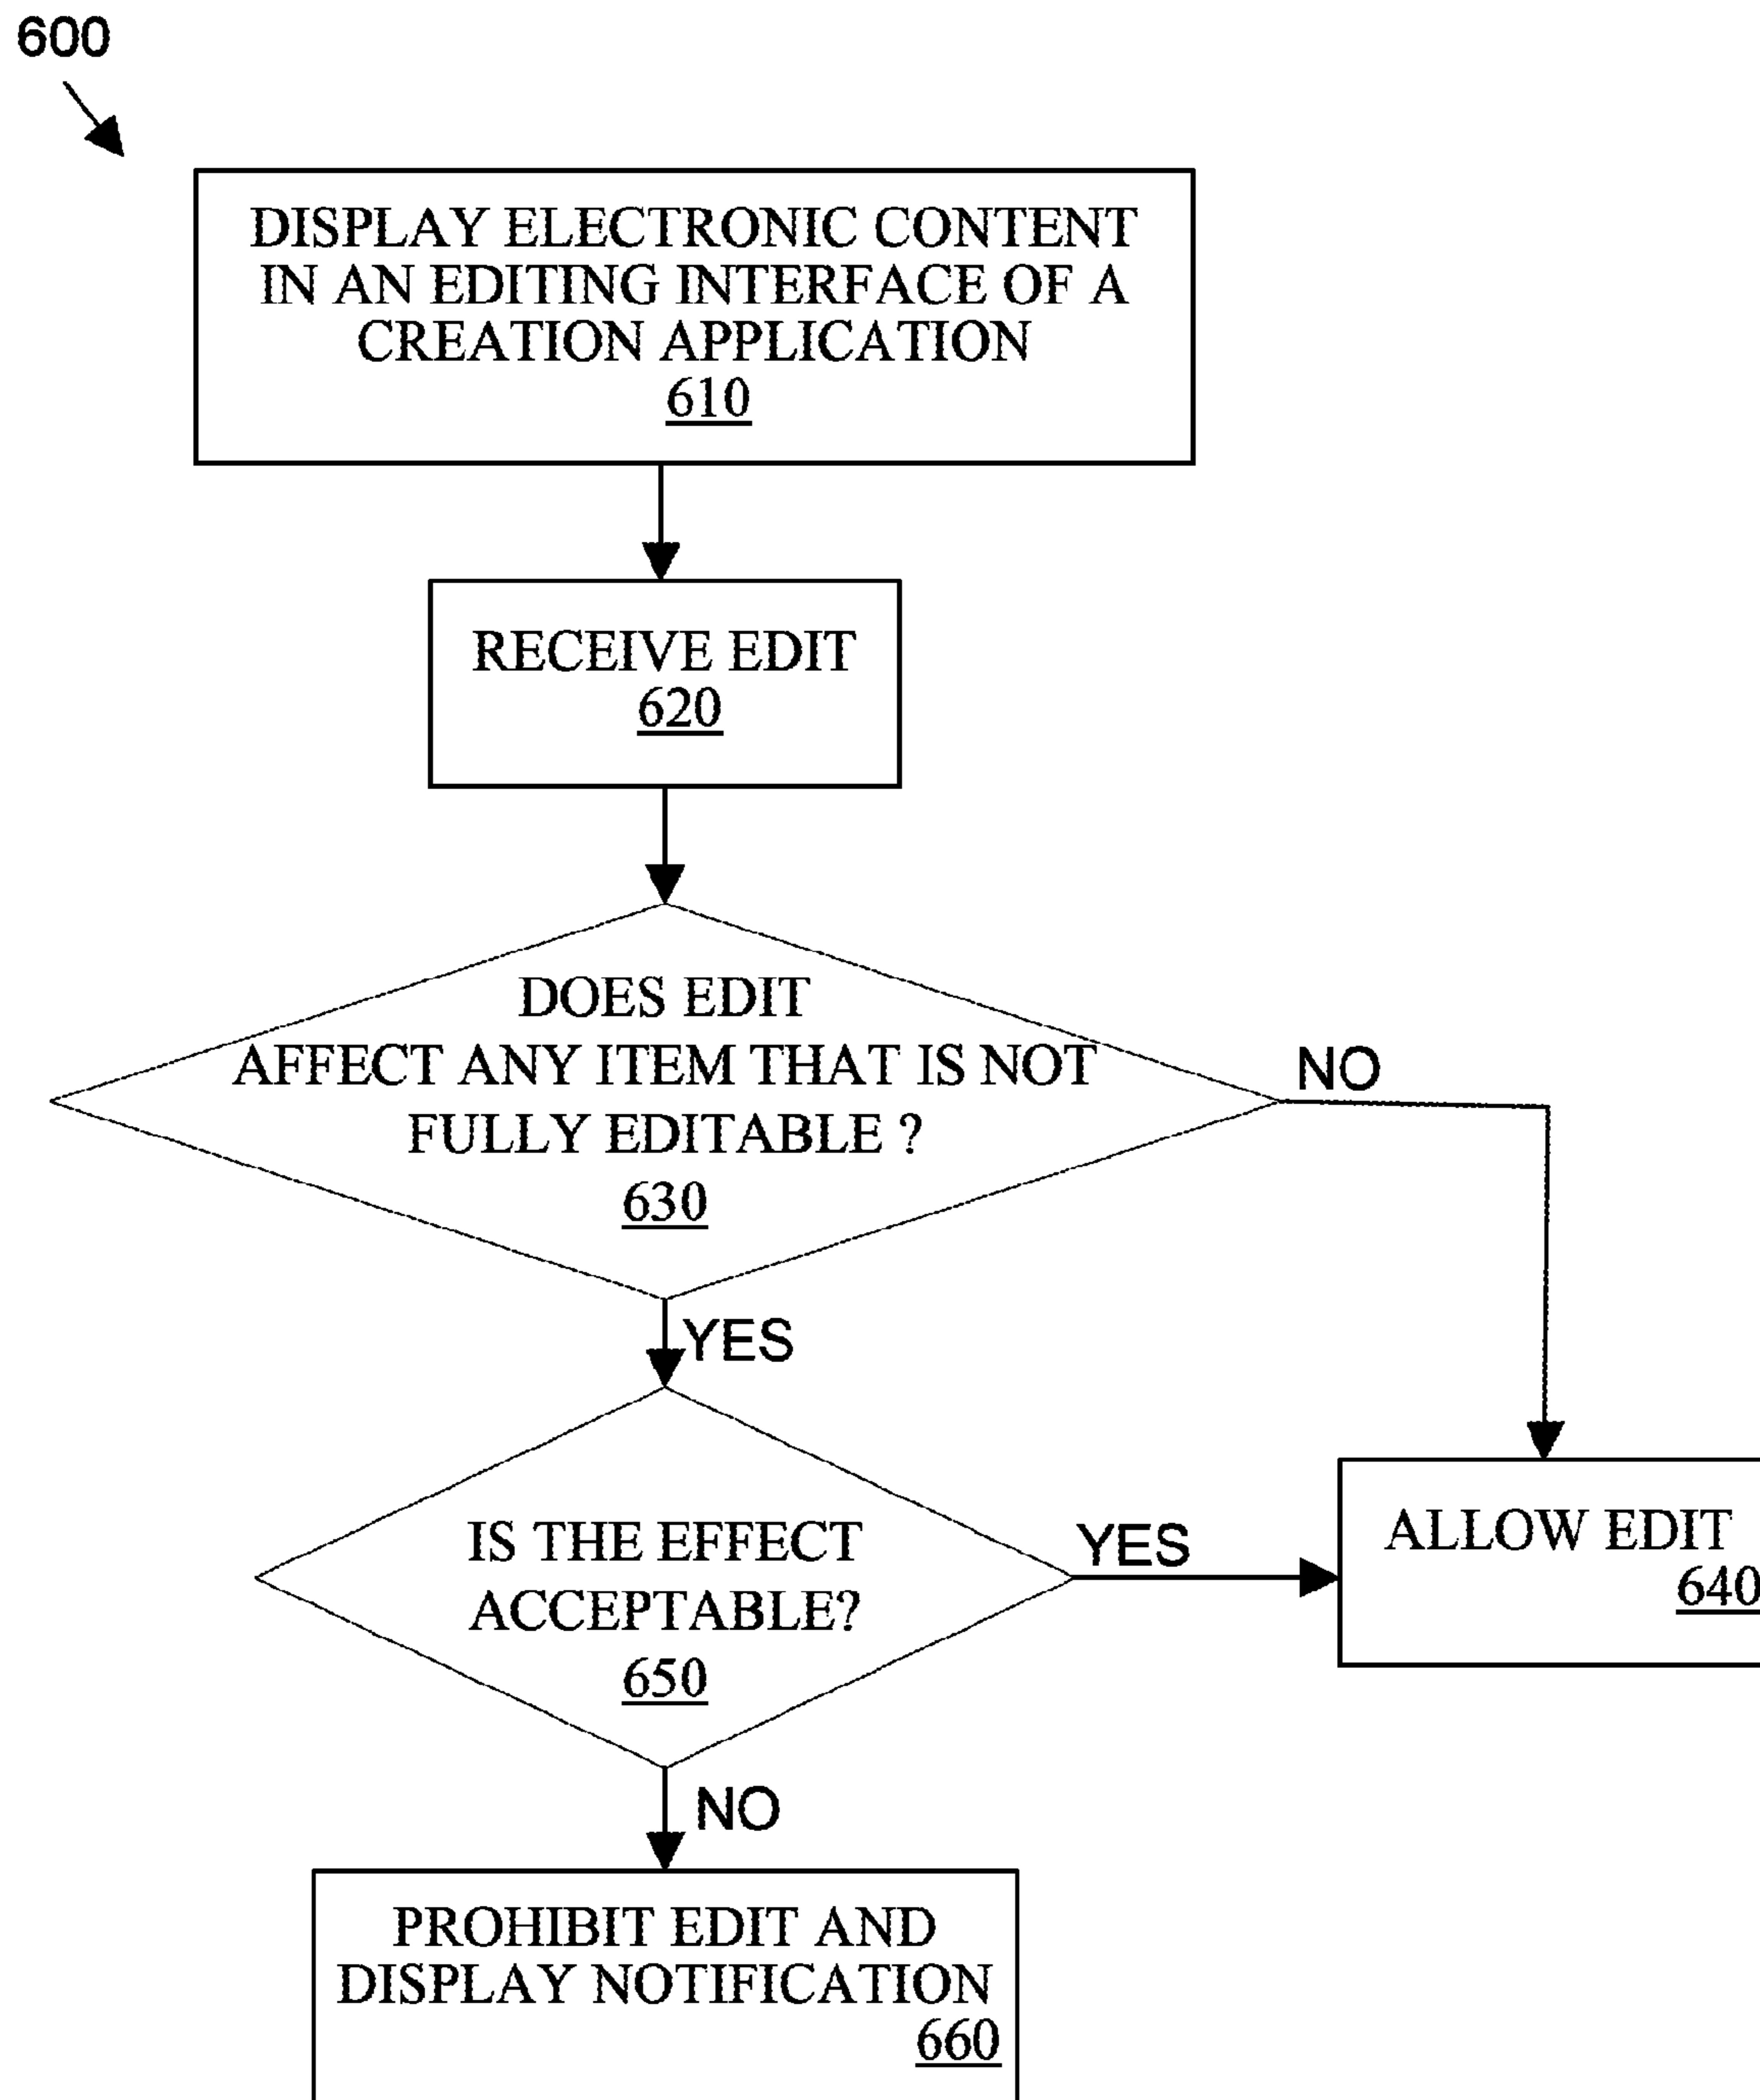 600
DISPLAY ELECTRONIC CONTENT
IN AN EDITING INTERFACE OF A
CREATION APPLICATION
610
RECEIVE EDIT
620
DOES EDIT
AFFECT ANY ITEM THAT IS NOT
FULLY EDITABLE ?
630
NO
YES
IS THE EFFECT
ACCEPTABLE?
650
YES
ALLOW EDIT
640
NO
PROHIBIT EDIT AND
DISPLAY NOTIFICATION
660